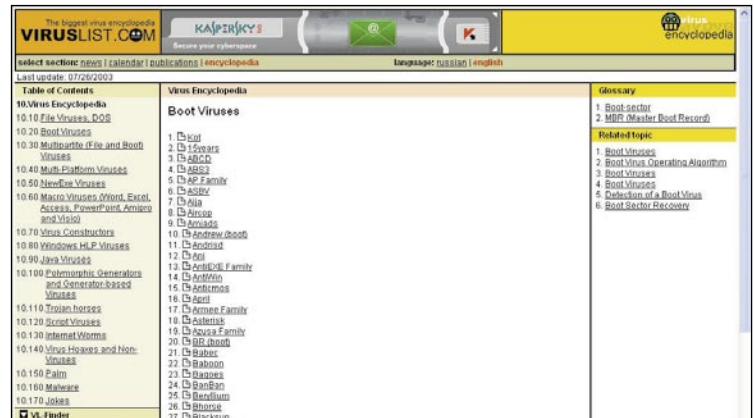 The biggest virus encyclopedia
VIRUSLIST.COM
KASPERSKY
Secure your cyberspace
virus
encyclopedia
select section: news | calendar | publications | encyclopedia
language: russian | english
Last update: 07/26/2003
Table of Contents
10.Virus Encyclopedia
10.10.File Viruses, DOS
10.20.Boot Viruses
10.30.Multipartite (File and Boot)
Viruses
10.40.Multi-Platform Viruses
10.50.NewExe Viruses
10.60.Macro Viruses (Word, Excel,
Access, PowerPoint, Amipro
and Visio)
10.70.Virus Constructors
10.80.Windows HLP Viruses
10.90.Java Viruses
10.100.Polymorphic Generators
and Generator-based
Viruses
10.110.Trojan horses
10.120.Script Viruses
10.130.Internet Worms
10.140.Virus Hoaxes and Non-
Viruses
10.150.Palm
10.160.Malware
10.170.Jokes
VL-Finder
Virus Encyclopedia
Boot Viruses
1. Kot
2. 15years
3. ABCD
4. ABS3
5. AP Family
6. ASBV
7. Ajja
8. Aircop
9. Amjads
10. Andrew (boot)
11. Andrisd
12. Ani
13. AntiEXE Family
14. AntiWin
15. Anticmos
16. April
17. Armee Family
18. Asterisk
19. Azusa Family
20. BR (boot)
21. Babec
22. Baboon
23. Bagoes
24. BanBan
25. Bendlium
26. Bhorse
27. Blacksun
Glossary
1. Boot-sector
2. MBR (Master Boot Record)
Related topic
1. Boot Viruses
2. Boot Virus Operating Algorithm
3. Boot Viruses
4. Boot Viruses
5. Detection of a Boot Virus
6. Boot Sector Recovery